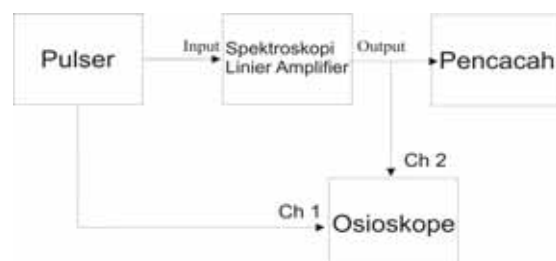 Pulser
Input
Spektroskopi
Linier Amplifier
Output
Pencacah
Ch 2
Ch 1
Osioskope